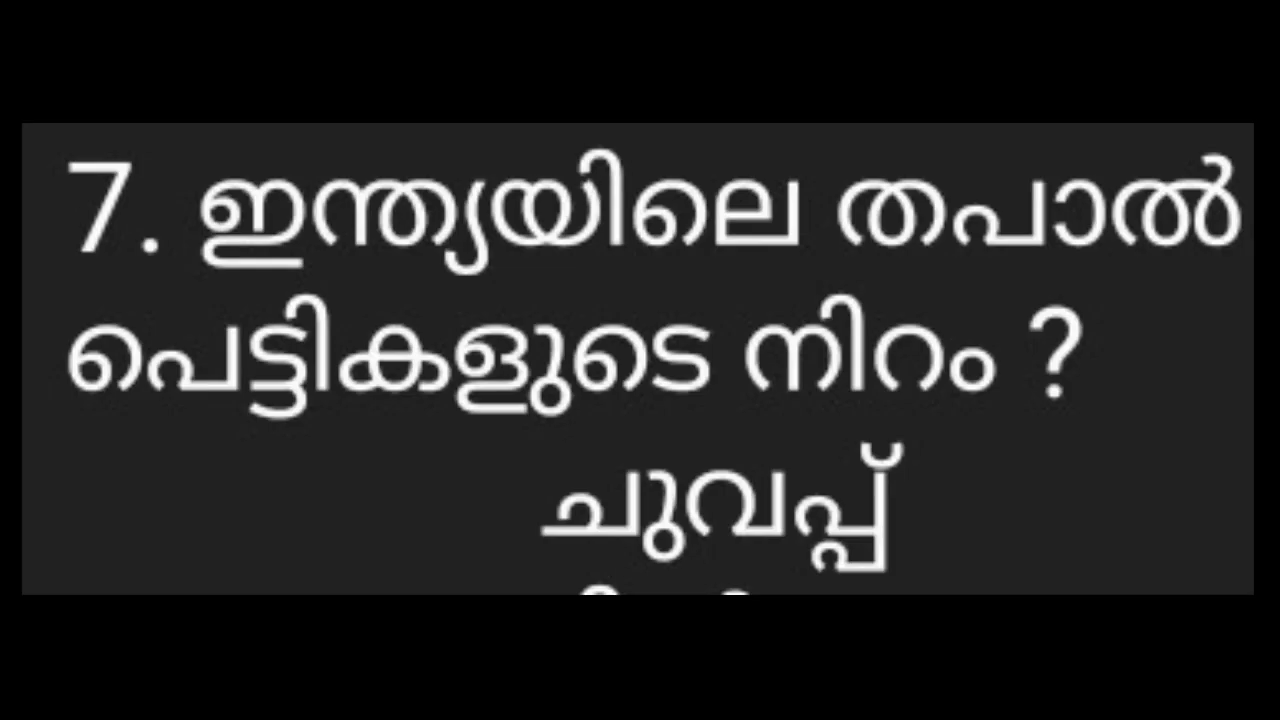 7. ഇന്ത്യയിലെ തപാൽ
പെട്ടികളുടെ നിറം ?
ചുവപ്പ്